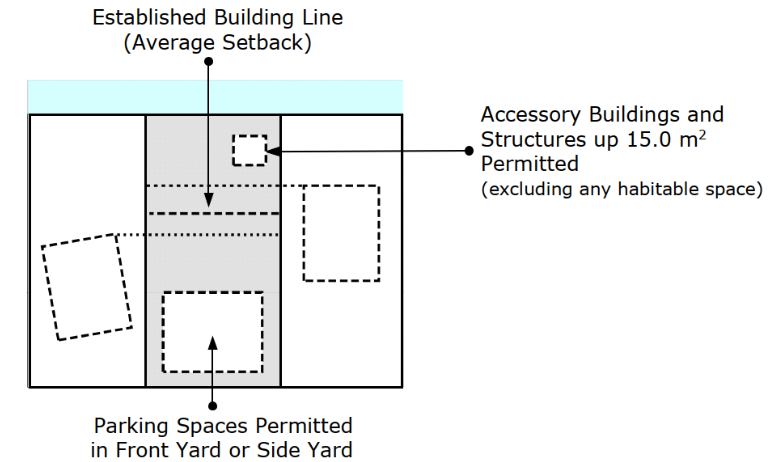 Established Building Line
(Average Setback)
Accessory Buildings and
Structures up 15.0 m²
Permitted
(excluding any habitable space)
Parking Spaces Permitted
in Front Yard or Side Yard